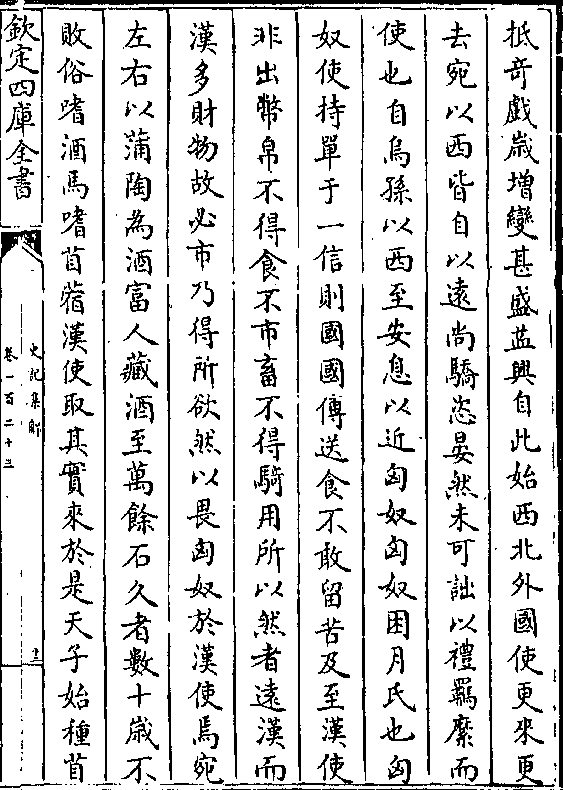 抵竒戲歳增變甚盛益興自此始西北外國使更來更
去宛以西皆自以遠尚驕恣晏然未可詘以禮羈縻而
使也自烏孫以西至安息以近匈奴匈奴困月氏也匈
奴使持單于一信則國國傳送食不敢留苦及至漢使
非出幣帛不得食不市畜不得騎用所以然者遠漢而
漢多財物故必市乃得所欲然以畏匈奴於漢使焉宛
左右以蒲陶為酒富人藏酒至萬餘石久者數十歳不
敗俗嗜酒馬嗜苜蓿漢使取其實來於是天子始種苜
欽定四庫全書
史記集解
卷一百二十三
十三